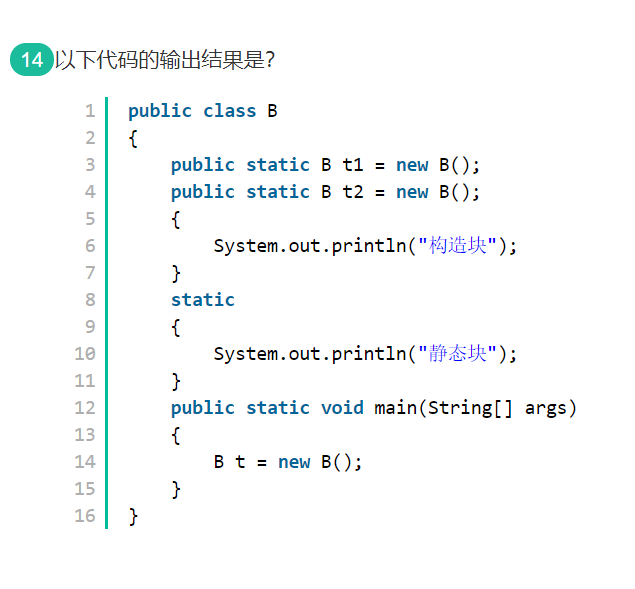 14 以下代码的输出结果是?
1 public class B
2 {
3     public static B t1 = new B();
4     public static B t2 = new B();
5     {
6         System.out.println("构造块");
7     }
8     static
9     {
10         System.out.println("静态块");
11     }
12     public static void main(String[] args)
13     {
14         B t = new B();
15     }
16 }